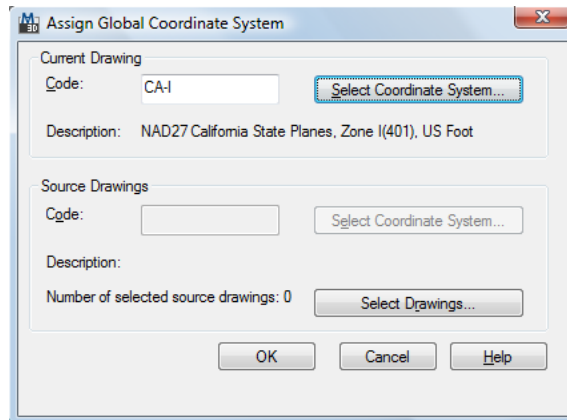 Assign Global Coordinate System
Current Drawing
Code: CA-I Select Coordinate System...
Description: NAD27 California State Planes, Zone I(401), US Foot
Source Drawings
Code: Select Coordinate System...
Description:
Number of selected source drawings: 0 Select Drawings...
OK Cancel Help